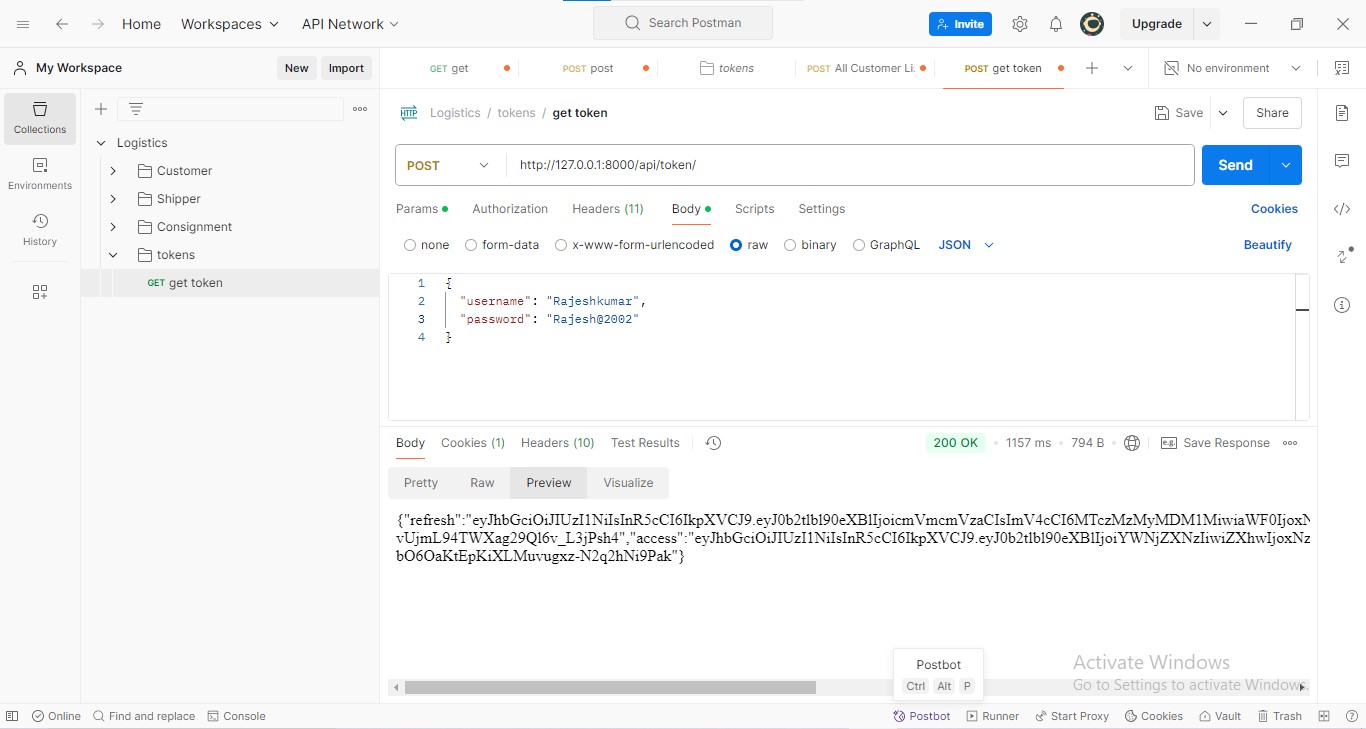 Home Workspaces API Network Search Postman Invite Upgrade
My Workspace New Import GET get POST post tokens POST All Customer Li. POST get token No environment
Collections
Environments
History
Logistics
Customer
Shipper
Consignment
tokens
GET get token
HTTP Logistics / tokens / get token Save Share
POST http://127.0.0.1:8000/api/token/ Send
Params Authorization Headers (11) Body Scripts Settings Cookies
none form-data x-www-form-urlencoded raw binary GraphQL JSON Beautify
1 {
2 "username": "Rajeshkumar",
3 "password": "Rajesh@2002"
4 }
Body Cookies (1) Headers (10) Test Results 200 OK 1157 ms 794 B e.g. Save Response
Pretty Raw Preview Visualize
{"refresh":"eyJhbGciOiJIUzI1NiIsInR5cCI6IkpXVCJ9.eyJ0b2tlbl90eXBlIjoicmVmcmVzaCIsImV4cCI6MTczMzMyMDM1MiwiaWF0IjoxN
vUjmL94TWXag29Ql6v_L3jPsh4","access":"eyJhbGciOiJIUzI1NiIsInR5cCI6IkpXVCJ9.eyJ0b2tlbl90eXBlIjoiYWNjZXNzIiwiZXhwIjoxNz
bO6OaKtEpKiXLMuvugxz-N2q2hNi9Pak"}
Postbot
Ctrl Alt P
Activate Windows
Go to Settings to activate Windows.
Online Find and replace Console Postbot Runner Start Proxy Cookies Vault Trash